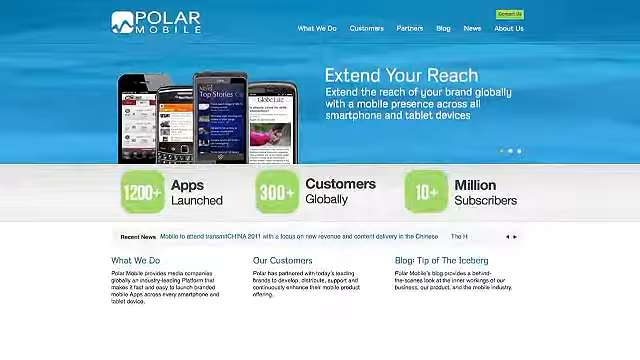 POLAR
MOBILE
Contact Us
What We Do Customers Partners Blog News About Us
Extend Your Reach
Extend the reach of your brand globally
with a mobile presence across all
smartphone and tablet devices
Top Stories
Globe Life
1200+ Apps Launched
300+ Customers Globally
10+ Million Subscribers
Recent News Mobile to attend transmitCHINA 2011 with a focus on new revenue and content delivery in the Chinese The H
What We Do
Polar Mobile provides media companies
globally an industry-leading Platform that
makes it fast and easy to launch branded
mobile Apps across every smartphone and
tablet device.
Our Customers
Polar has partnered with today's leading
brands to develop, distribute, support and
continuously enhance their mobile product
offering.
Blog: Tip of The Iceberg
Polar Mobile's blog provides a behind-
the-scenes look at the inner workings of our
business, our product, and the mobile industry.